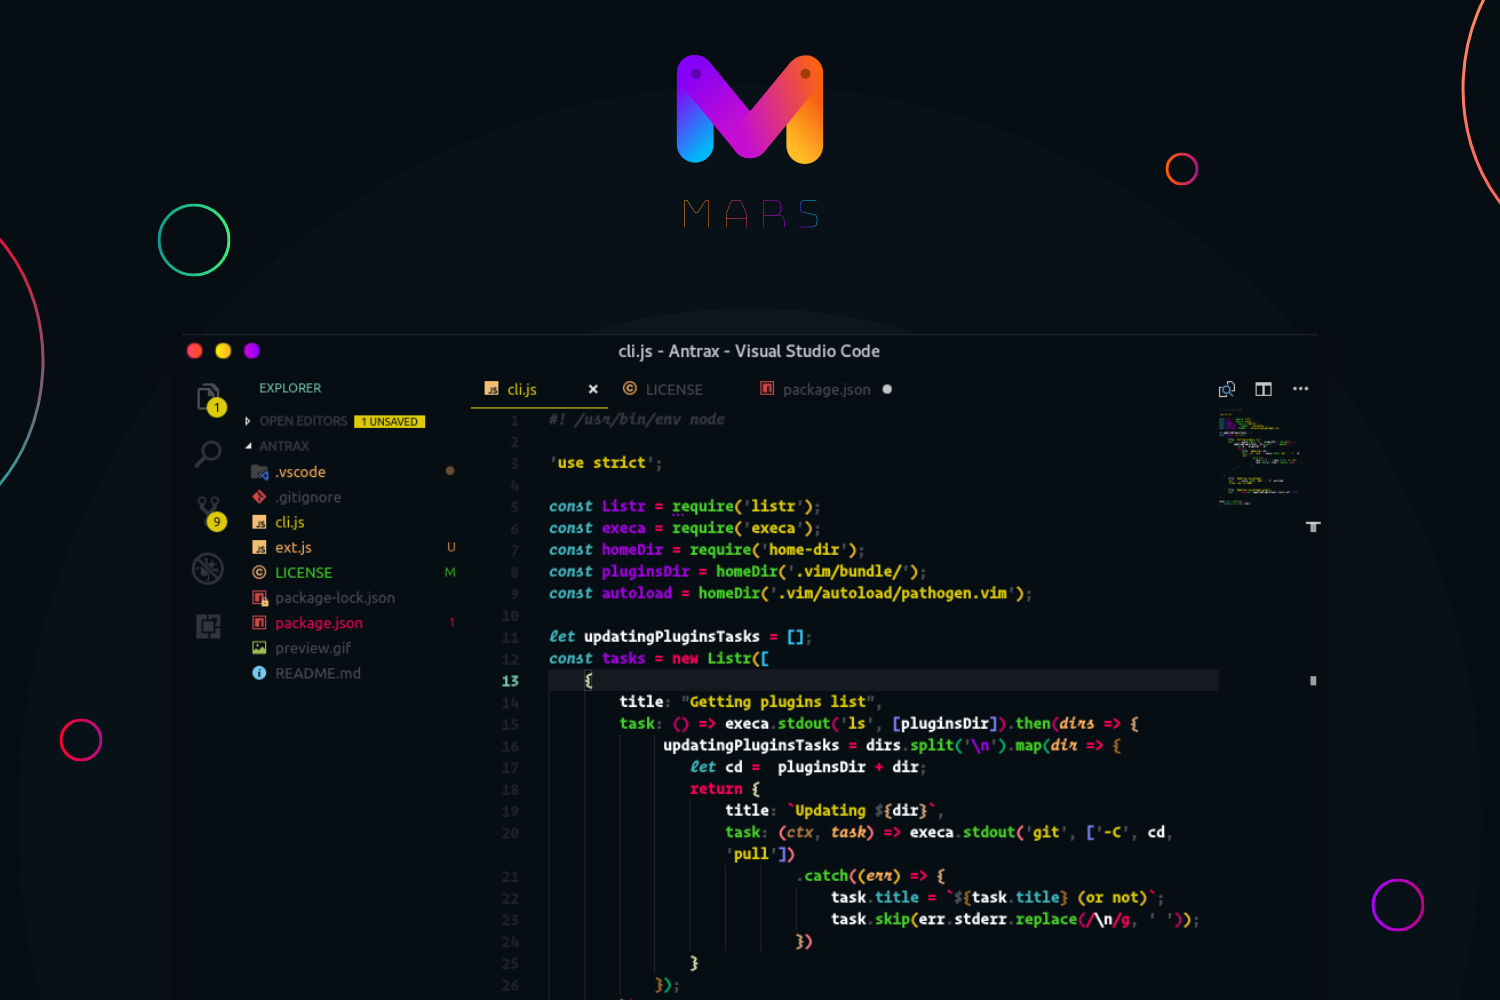 MARS
cli.js - Antrax - Visual Studio Code
EXPLORER
OPEN EDITORS 1 UNSAVED
ANTRAX
.vscode
.gitignore
cli.js
ext.js U
LICENSE M
package-lock.json
package.json 1
preview.gif
README.md
1
9
cli.js × LICENSE package.json
1 #! /usr/bin/env node
2
3 'use strict';
4
5 const Listr = require('listr');
6 const execa = require('execa');
7 const homeDir = require('home-dir');
8 const pluginsDir = homeDir('.vim/bundle/');
9 const autoload = homeDir('.vim/autoload/pathogen.vim');
10
11 let updatingPluginsTasks = [];
12 const tasks = new Listr([
13 {
14 title: "Getting plugins list",
15 task: () => execa.stdout('ls', [pluginsDir]).then(dirs => {
16 updatingPluginsTasks = dirs.split('\n').map(dir => {
17 let cd =  pluginsDir + dir;
18 return {
19 title: `Updating ${dir}`,
20 task: (ctx, task) => execa.stdout('git', ['-C', cd,
'pull'])
21 .catch((err) => {
22 task.title = `${task.title} (or not)`;
23 task.skip(err.stderr.replace(/\n/g, ' '));
24 })
25 }
26 });